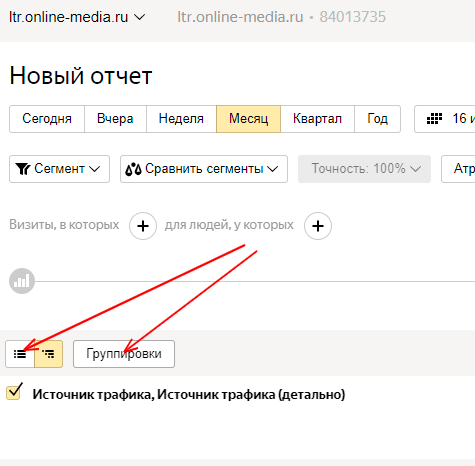 ltr.online-media.ru ltr.online-media.ru • 84013735
Новый отчет
Сегодня Вчера Неделя Месяц Квартал Год 16 и
Сегмент Сравнить сегменты Точность: 100% Атр
Визиты, в которых + для людей, у которых +
Группировки
Источник трафика, Источник трафика (детально)